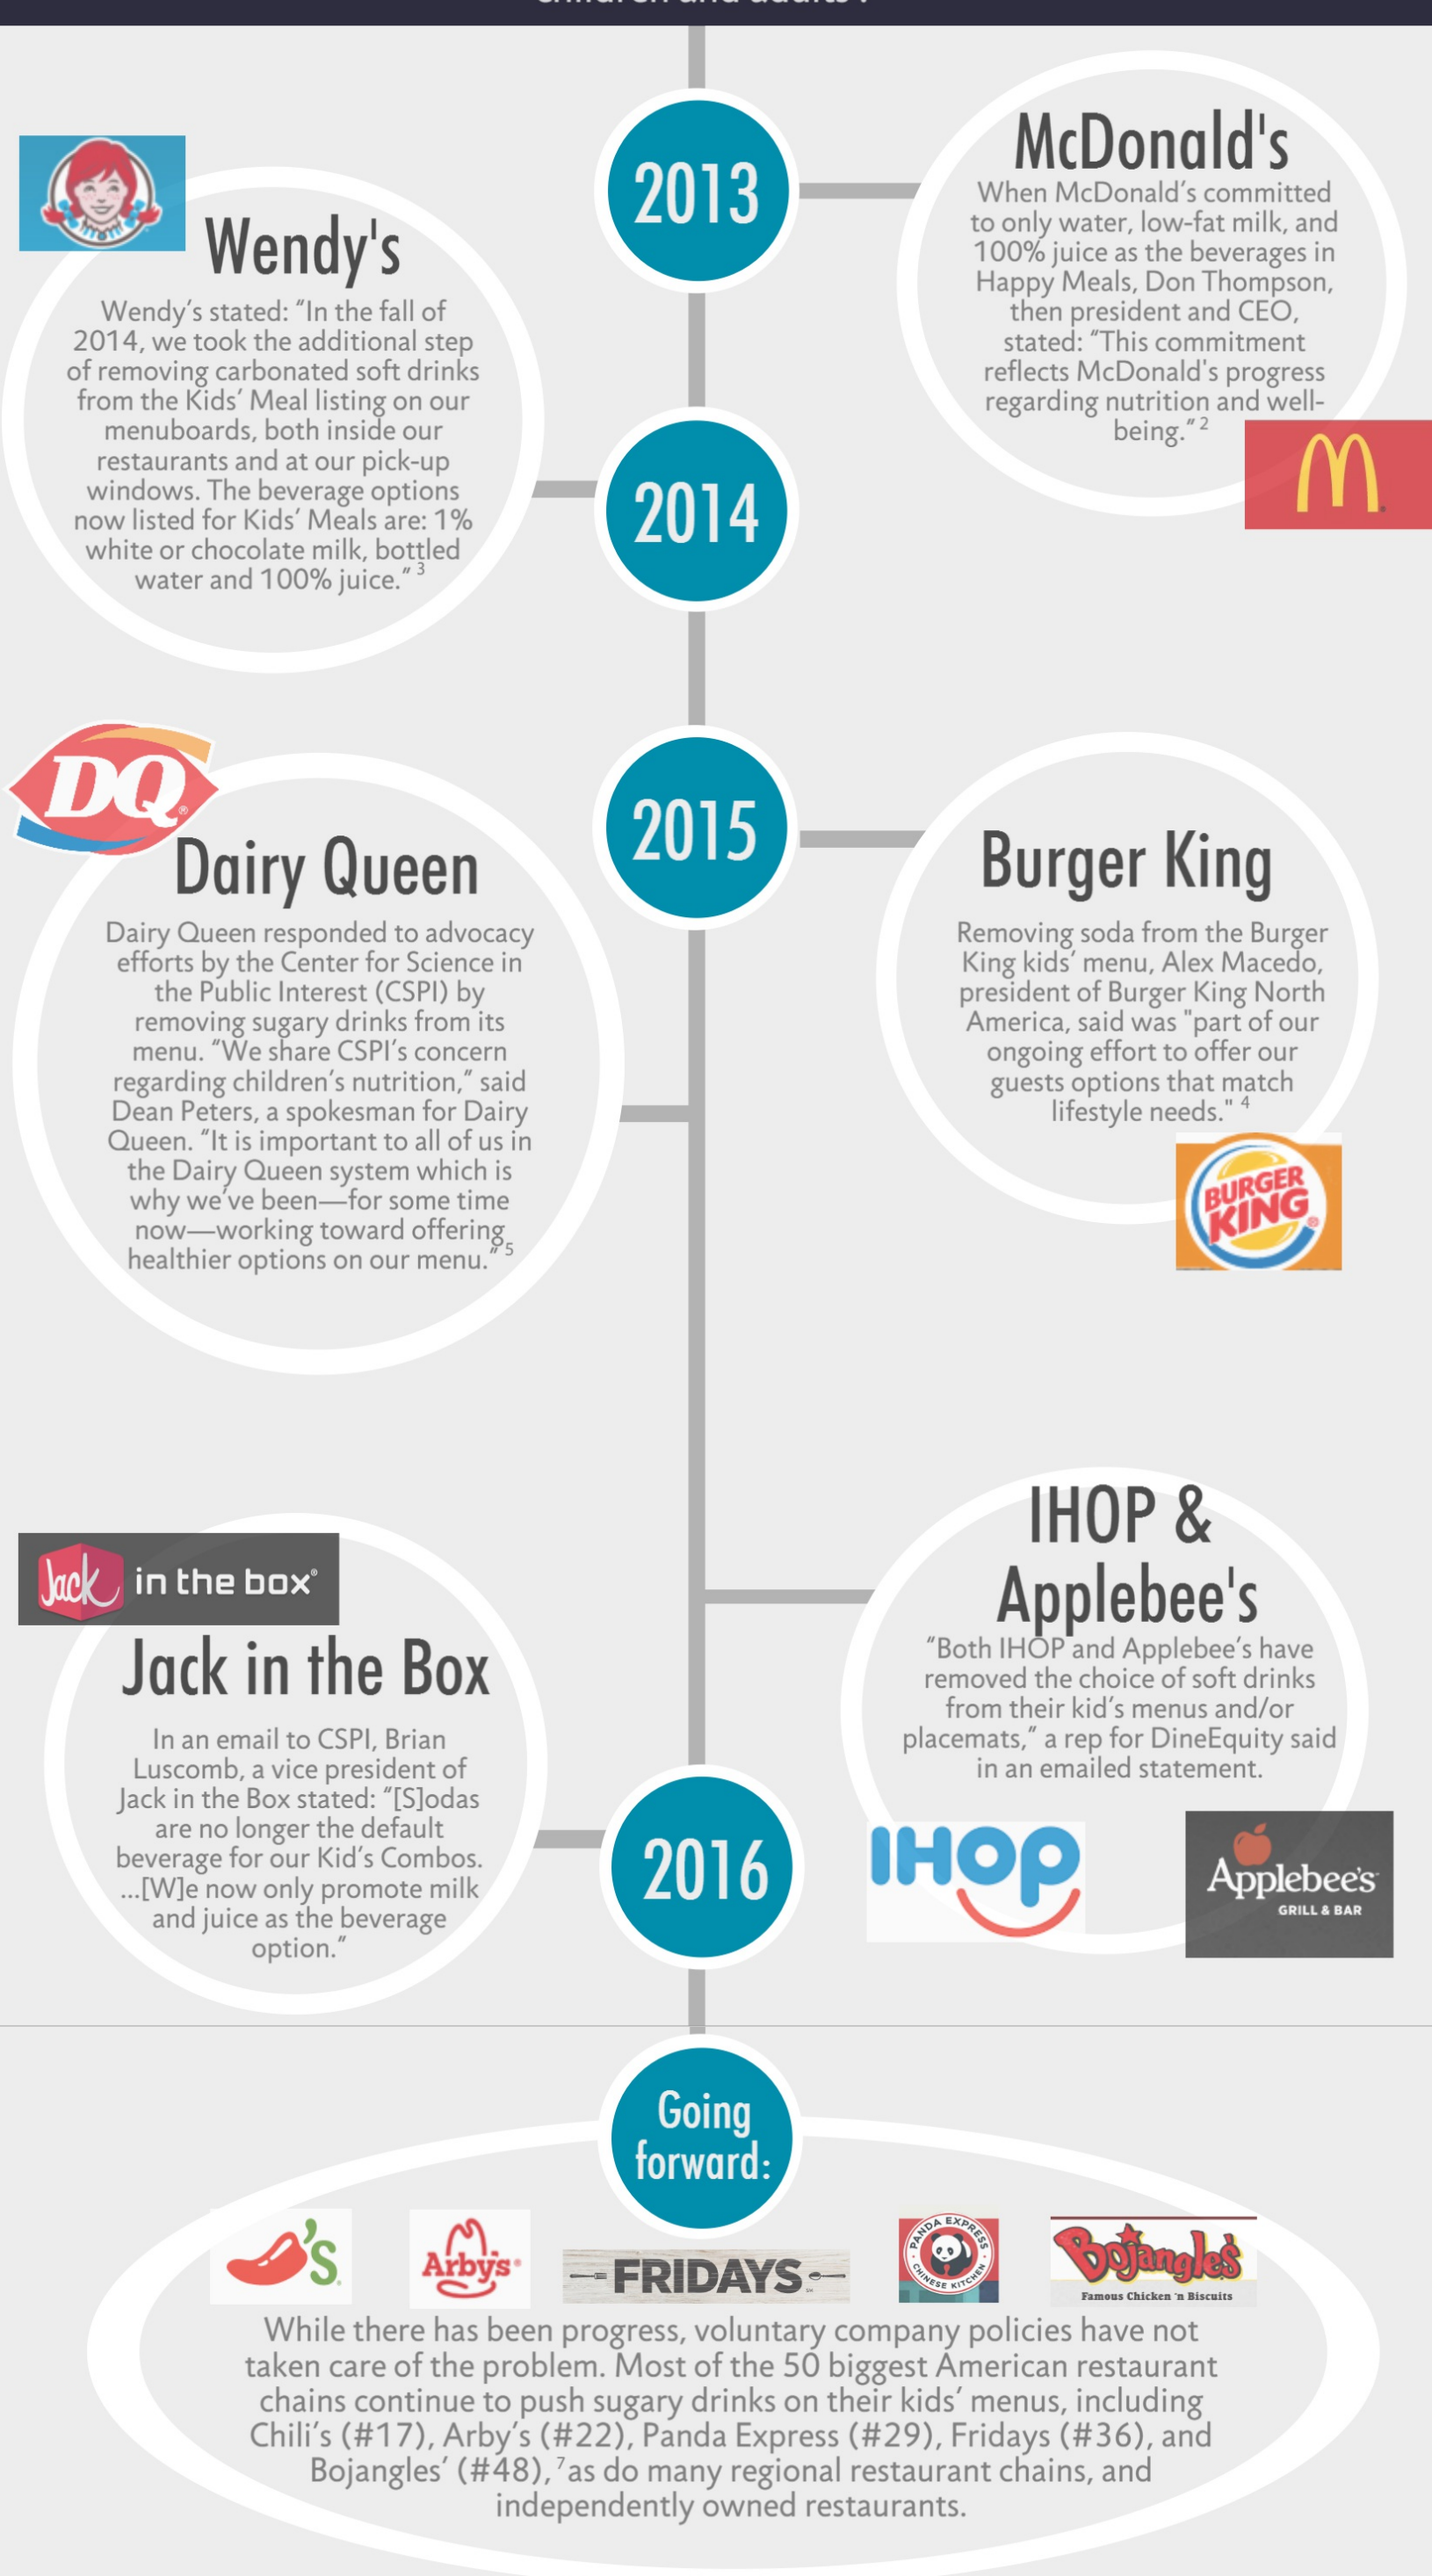 children and adults .
2013
McDonald's
When McDonald's committed
to only water, low-fat milk, and
100% juice as the beverages in
Happy Meals, Don Thompson,
then president and CEO,
stated: “This commitment
reflects McDonald's progress
regarding nutrition and well-
being.” 2
Wendy's
Wendy's stated: “In the fall of
2014, we took the additional step
of removing carbonated soft drinks
from the Kids' Meal listing on our
menuboards, both inside our
restaurants and at our pick-up
windows. The beverage options
now listed for Kids' Meals are: 1%
white or chocolate milk, bottled
water and 100% juice.” 3
2014
DQ®
Dairy Queen
Dairy Queen responded to advocacy
efforts by the Center for Science in
the Public Interest (CSPI) by
removing sugary drinks from its
menu. “We share CSPI's concern
regarding children's nutrition,” said
Dean Peters, a spokesman for Dairy
Queen. “It is important to all of us in
the Dairy Queen system which is
why we've been—for some time
now—working toward offering
healthier options on our menu.” 5
2015
Burger King
Removing soda from the Burger
King kids' menu, Alex Macedo,
president of Burger King North
America, said was "part of our
ongoing effort to offer our
guests options that match
lifestyle needs." 4
BURGER
KING®
Jack in the box®
Jack in the Box
In an email to CSPI, Brian
Luscomb, a vice president of
Jack in the Box stated: “[S]odas
are no longer the default
beverage for our Kid's Combos.
...[W]e now only promote milk
and juice as the beverage
option.”
IHOP &
Applebee's
“Both IHOP and Applebee's have
removed the choice of soft drinks
from their kid's menus and/or
placemats,” a rep for DineEquity said
in an emailed statement.
IHOP
Applebee's
GRILL & BAR
2016
Going
forward:
's
Arby's
FRIDAYS
PANDA EXPRESS
CHINESE KITCHEN
Bojangles'
Famous Chicken 'n Biscuits
While there has been progress, voluntary company policies have not
taken care of the problem. Most of the 50 biggest American restaurant
chains continue to push sugary drinks on their kids' menus, including
Chili's (#17), Arby's (#22), Panda Express (#29), Fridays (#36), and
Bojangles' (#48), 7 as do many regional restaurant chains, and
independently owned restaurants.